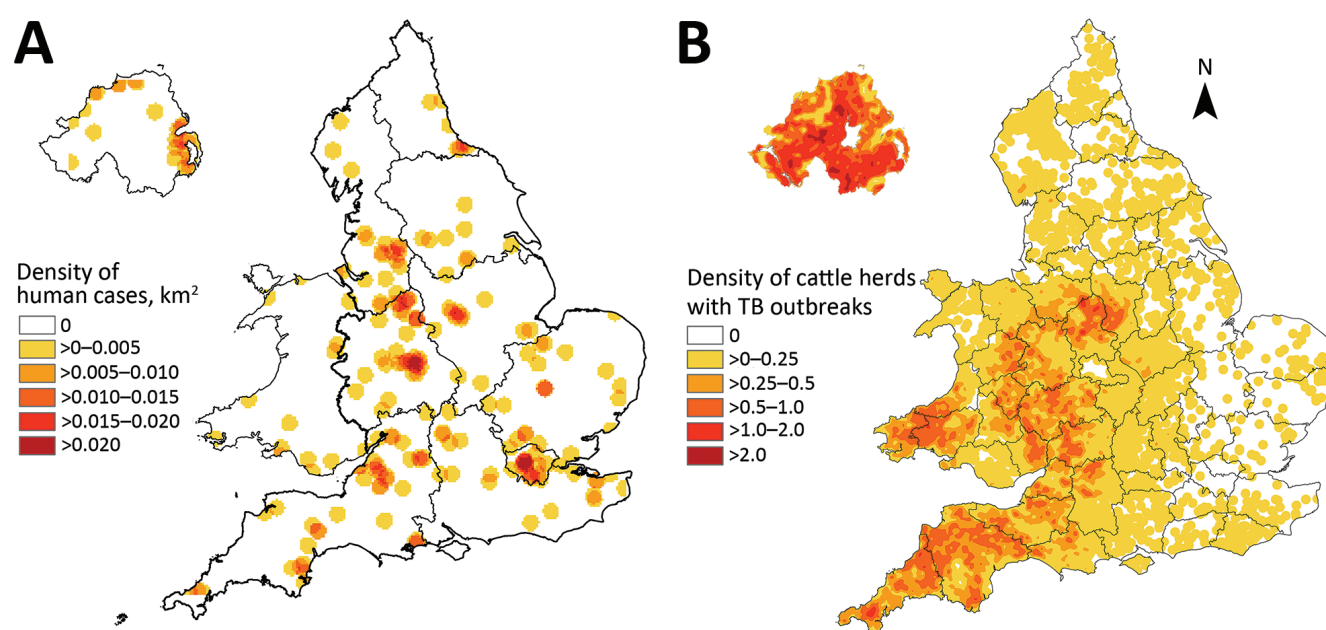 A
Density of
human cases, km²
0
>0–0.005
>0.005–0.010
>0.010–0.015
>0.015–0.020
>0.020
B
N
Density of cattle herds
with TB outbreaks
0
>0–0.25
>0.25–0.5
>0.5–1.0
>1.0–2.0
>2.0